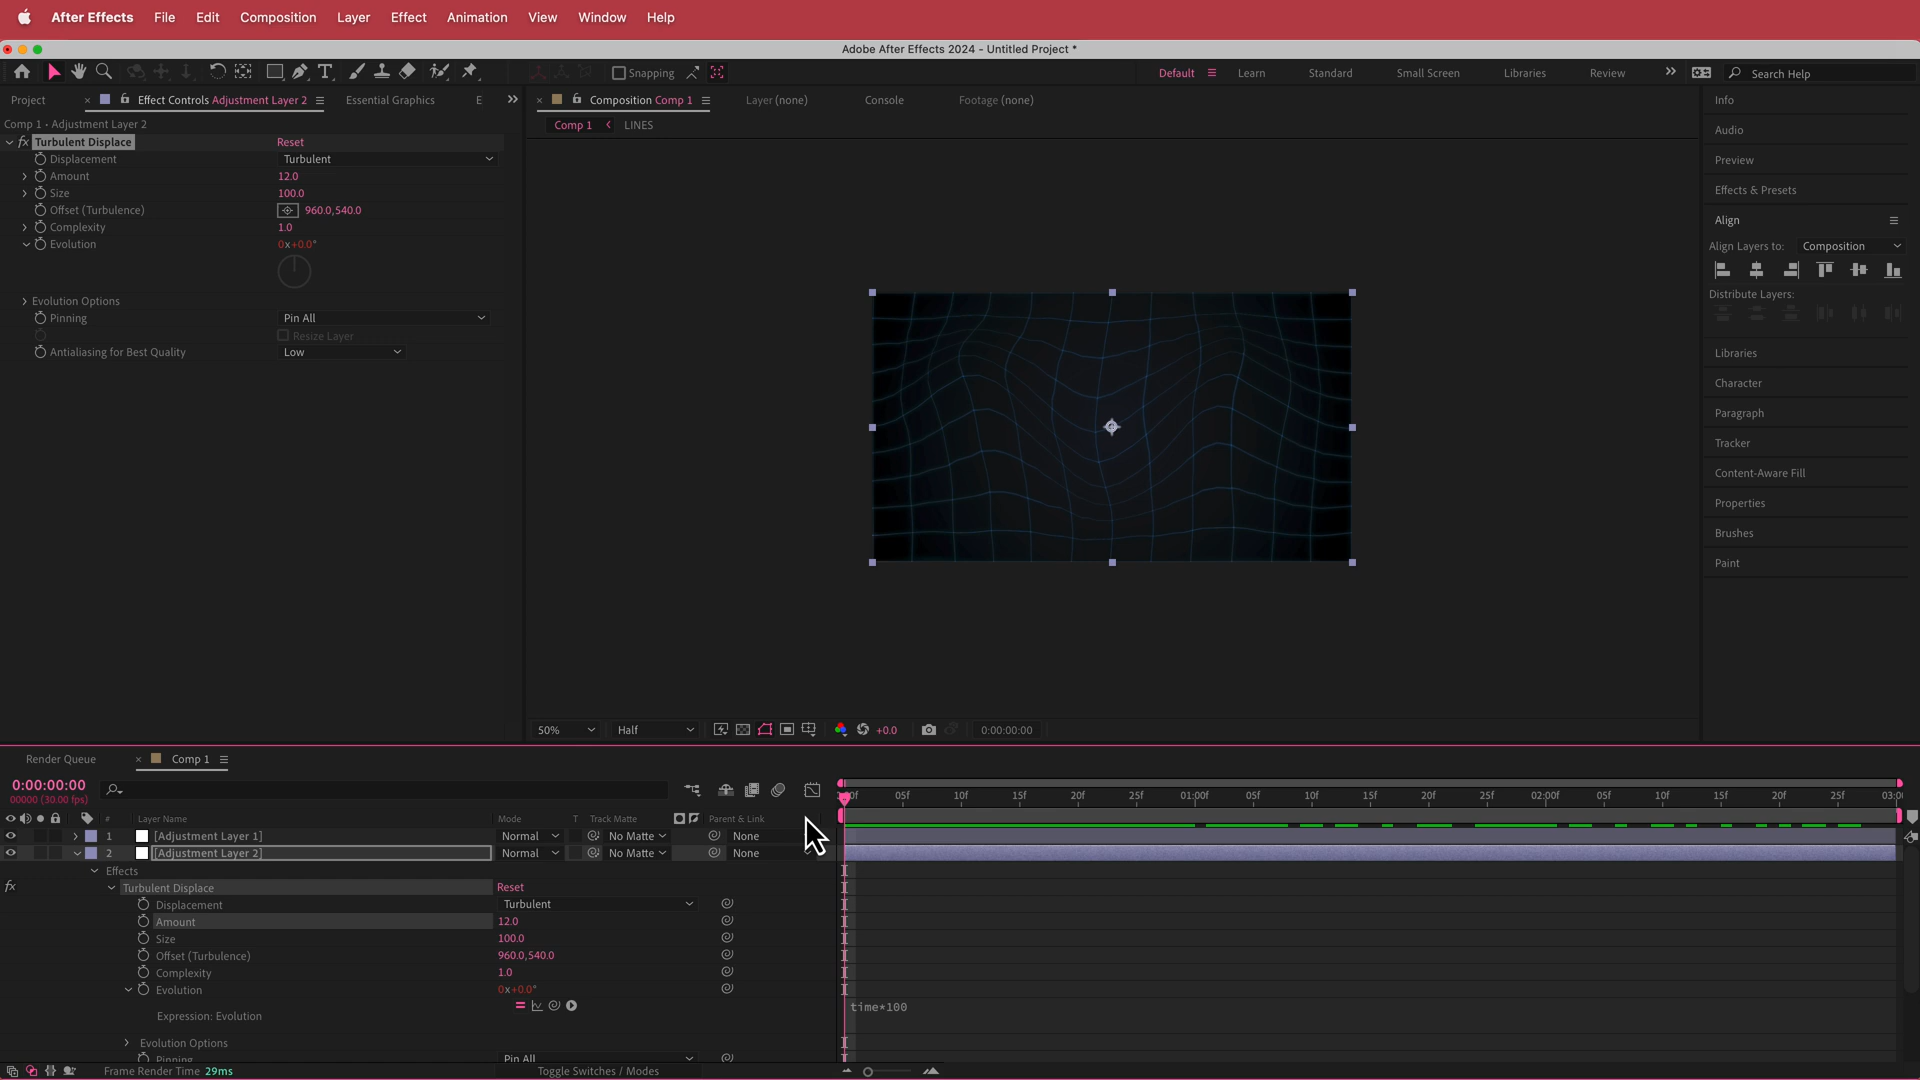 After Effects File Edit Composition Layer Effect Animation View Window Help
Adobe After Effects 2024 - Untitled Project *
Snapping Default Learn Standard Small Screen Libraries Review Search Help
Project Effect Controls Adjustment Layer 2 Essential Graphics E Composition Comp 1 Layer (none) Console Footage (none) Info
Comp 1 • Adjustment Layer 2
Comp 1 LINES
Audio
fx Turbulent Displace Reset
Displacement Turbulent
Preview
Amount 12.0
Size 100.0
Effects & Presets
Offset (Turbulence) 960.0,540.0
Complexity 1.0
Align
Evolution 0x+0.0°
Align Layers to: Composition
Distribute Layers:
Evolution Options
Pinning Pin All
Resize Layer
Antialiasing for Best Quality Low
Libraries
Character
Paragraph
Tracker
Content-Aware Fill
Properties
Brushes
Paint
50% Half +0.0 0:00:00:00
Render Queue Comp 1
0:00:00:00
00000 (30.00 fps)
05f 10f 15f 20f 25f 01:00f 05f 10f 15f 20f 25f 02:00f 05f 10f 15f 20f 25f
# Layer Name Mode T Track Matte Parent & Link
1 [Adjustment Layer 1] Normal No Matte None
2 [Adjustment Layer 2] Normal No Matte None
Effects
fx Turbulent Displace Reset
Displacement Turbulent
Amount 12.0
Size 100.0
Offset (Turbulence) 960.0,540.0
Complexity 1.0
Evolution 0x+0.0°
Expression: Evolution time*100
Evolution Options
Pinning Pin All
Frame Render Time 29ms Toggle Switches / Modes